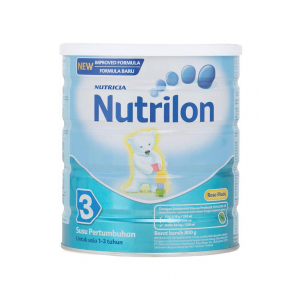 NEW IMPROVED FORMULA
FORMULA BARU
NUTRICIA
Nutrilon
Rasa Madu
3
Susu Pertumbuhan
Untuk usia 1-3 tahun
Berat bersih 800 g